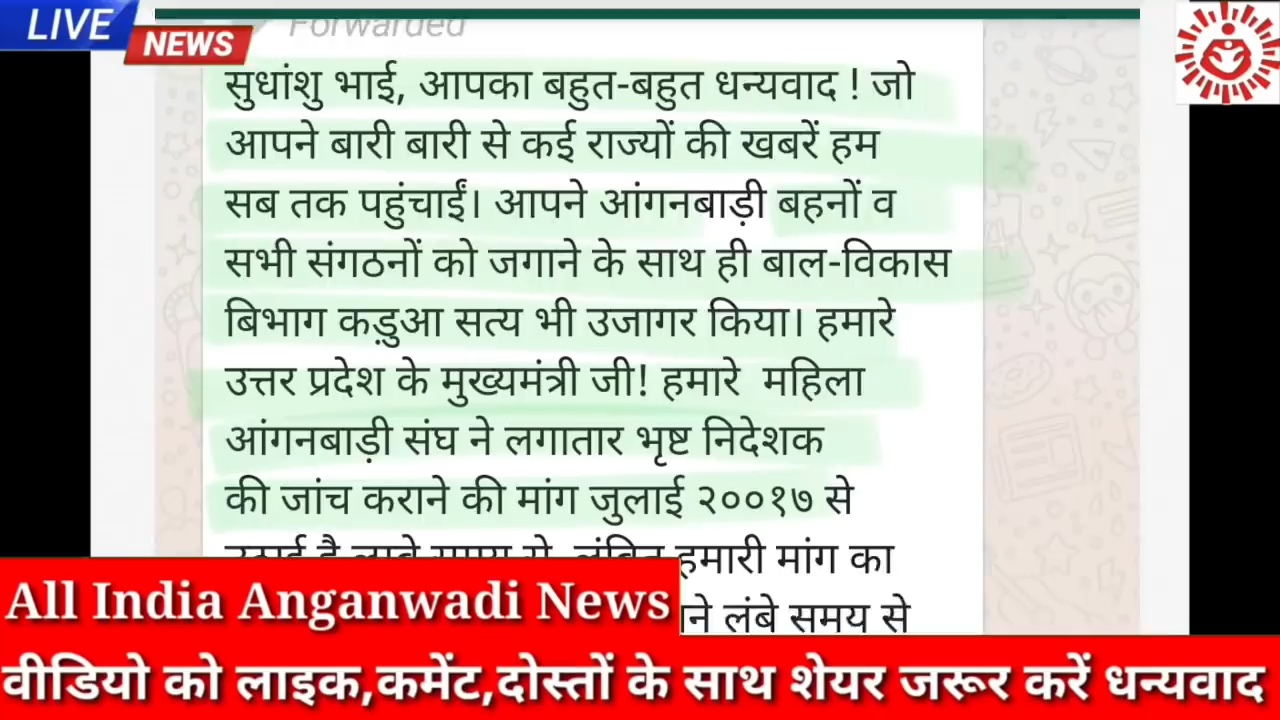 LIVE
NEWS
Forwarded
सुधांशु भाई, आपका बहुत-बहुत धन्यवाद ! जो
आपने बारी बारी से कई राज्यों की खबरें हम
सब तक पहुंचाईं। आपने आंगनबाड़ी बहनों व
सभी संगठनों को जगाने के साथ ही बाल-विकास
बिभाग कड़ुआ सत्य भी उजागर किया। हमारे
उत्तर प्रदेश के मुख्यमंत्री जी! हमारे महिला
आंगनबाड़ी संघ ने लगातार भृष्ट निदेशक
की जांच कराने की मांग जुलाई २००१७ से
हमारी मांग का
ने लंबे समय से
All India Anganwadi News
वीडियो को लाइक,कमेंट,दोस्तों के साथ शेयर जरूर करें धन्यवाद